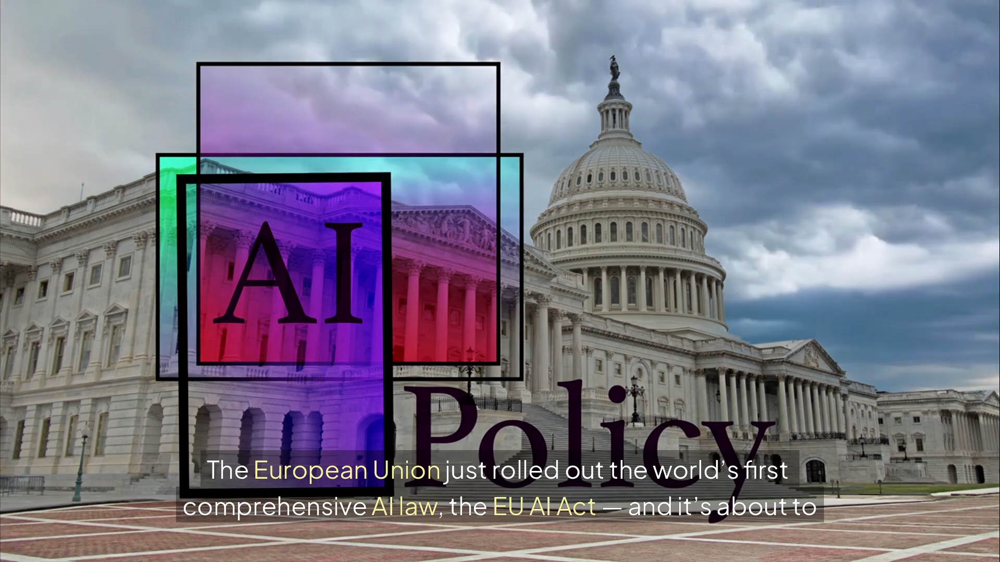 AI
Policy
The European Union just rolled out the world’s first
comprehensive AI law, the EU AI Act — and it’s about to